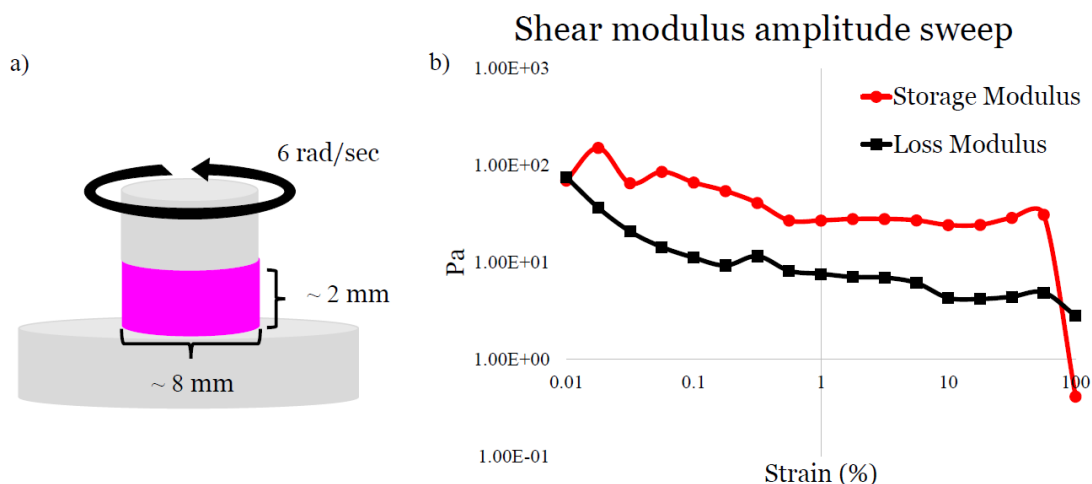 Shear modulus amplitude sweep
a)
6 rad/sec
~ 2 mm
~ 8 mm
b)
1.00E+03
1.00E+02
1.00E+01
1.00E+00
1.00E-01
Pa
Storage Modulus
Loss Modulus
0.01 0.1 1 10 100
Strain (%)